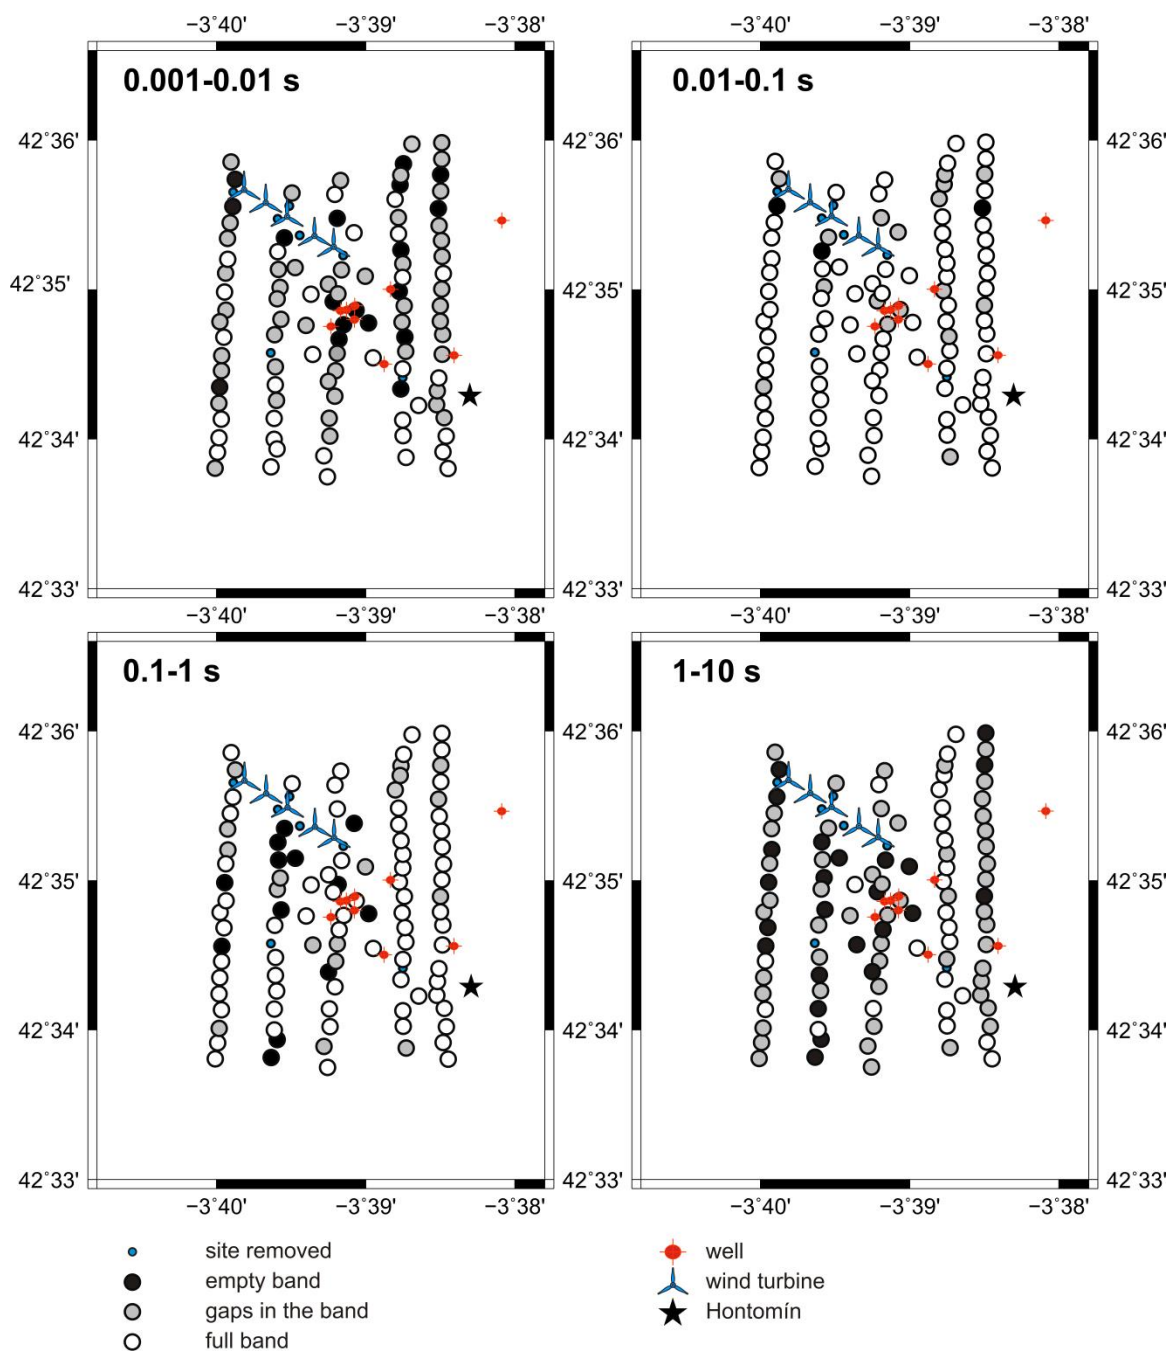 −3˚40' −3˚39' −3˚38' −3˚40' −3˚39' −3˚38'
0.001-0.01 s 0.01-0.1 s
42˚36' 42˚36' 42˚36'
42˚35' 42˚35' 42˚35'
42˚34' 42˚34' 42˚34'
42˚33' 42˚33' 42˚33'
−3˚40' −3˚39' −3˚38' −3˚40' −3˚39' −3˚38'
0.1-1 s 1-10 s
42˚36' 42˚36' 42˚36'
42˚35' 42˚35' 42˚35'
42˚34' 42˚34' 42˚34'
42˚33' 42˚33' 42˚33'
−3˚40' −3˚39' −3˚38' −3˚40' −3˚39' −3˚38'
site removed
empty band
gaps in the band
full band
well
wind turbine
Hontomín